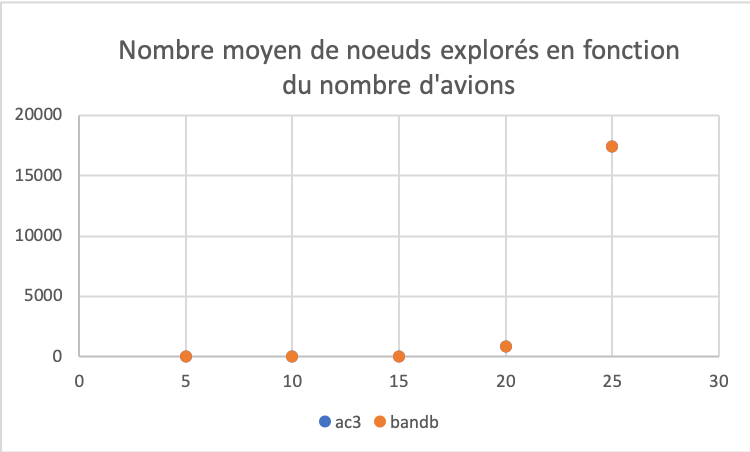 Nombre moyen de noeuds explorés en fonction
du nombre d'avions
20000
15000
10000
5000
0
0 5 10 15 20 25 30
ac3 bandb